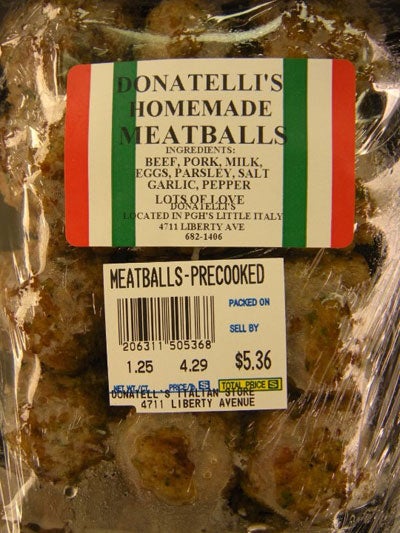 DONATELLI'S
HOMEMADE
MEATBALLS
INGREDIENTS:
BEEF, PORK, MILK,
EGGS, PARSLEY, SALT
GARLIC, PEPPER
LOTS OF LOVE
DONATELLI'S
LOCATED IN PGH'S LITTLE ITALY
4711 LIBERTY AVE
682-1406
MEATBALLS-PRECOOKED
PACKED ON
SELL BY
206311 505368
1.25 4.29 $5.36
NET WT./CT. PRICE/LB $ TOTAL PRICE $
DONATELL'S ITALIAN STORE
4711 LIBERTY AVENUE